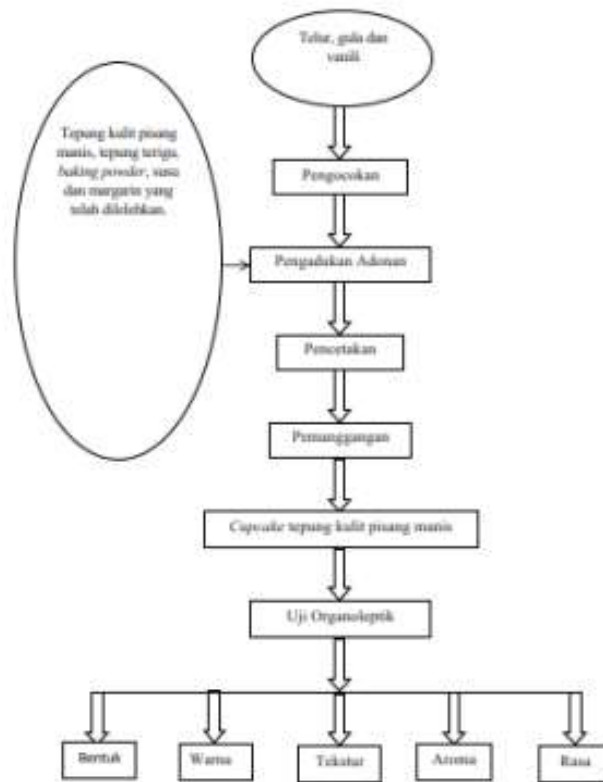 Telur, gula dan
vanili
Tepung kulit pisang
manis, tepung terigu,
baking powder, susu
dan margarin yang
telah dilelehkan.
Pengocokan
Pengadukan Adonan
Pencetakan
Pemanggangan
Cupcake tepung kulit pisang manis
Uji Organoleptik
Bentuk
Warna
Tekstur
Aroma
Rasa